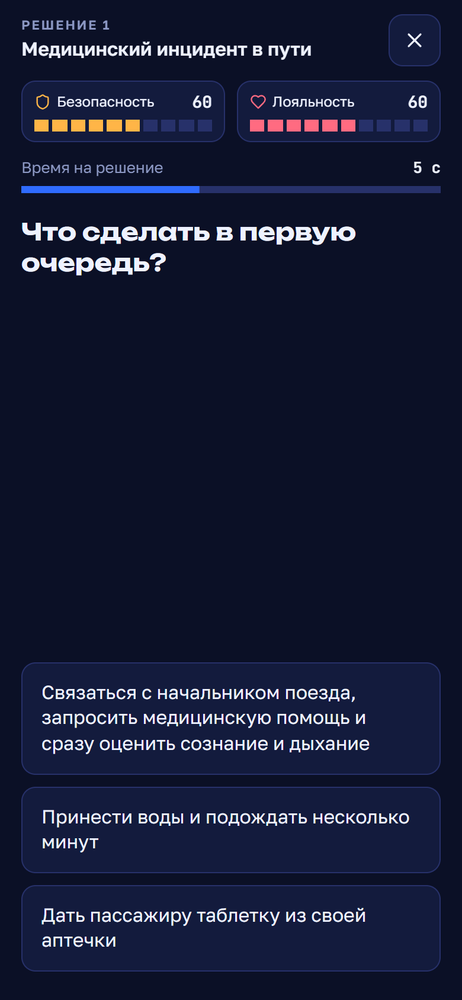 РЕШЕНИЕ 1
Медицинский инцидент в пути
Безопасность 60
Лояльность 60
Время на решение 5 с
Что сделать в первую
очередь?
Связаться с начальником поезда,
запросить медицинскую помощь и
сразу оценить сознание и дыхание
Принести воды и подождать несколько
минут
Дать пассажиру таблетку из своей
аптечки